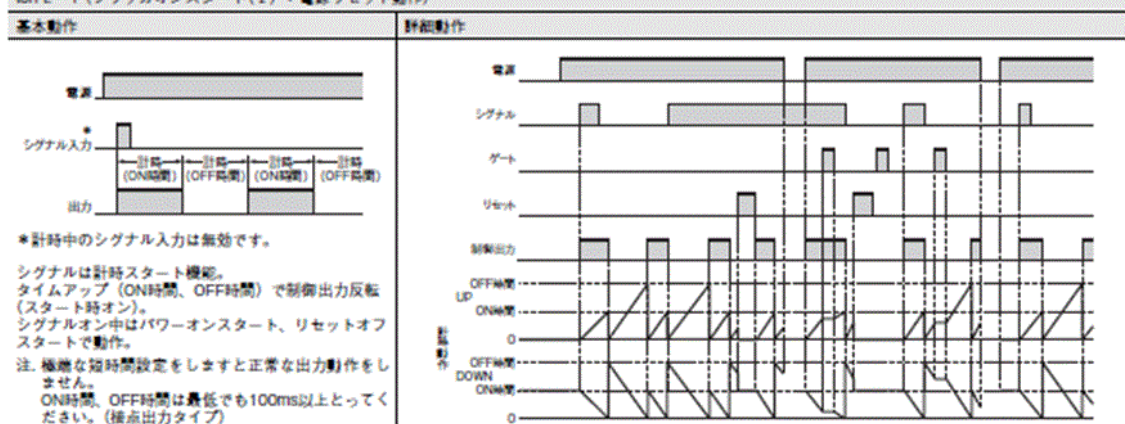 基本動作
詳細動作
電源
*
シグナル入力
計時 計時 計時 計時
(ON時間) (OFF時間) (ON時間) (OFF時間)
出力
*計時中のシグナル入力は無効です。
シグナルは計時スタート機能。
タイムアップ(ON時間、OFF時間)で制御出力反転
(スタート時オン)。
シグナルオン中はパワーオンスタート、リセットオフ
スタートで動作。
注. 極端な短時間設定をしますと正常な出力動作をし
ません。
ON時間、OFF時間は最低でも100ms以上とってく
ださい。(接点出力タイプ)
電源
シグナル
ゲート
リセット
制御出力
計時動作
OFF時間
UP
ON時間
0
OFF時間
DOWN
ON時間
0